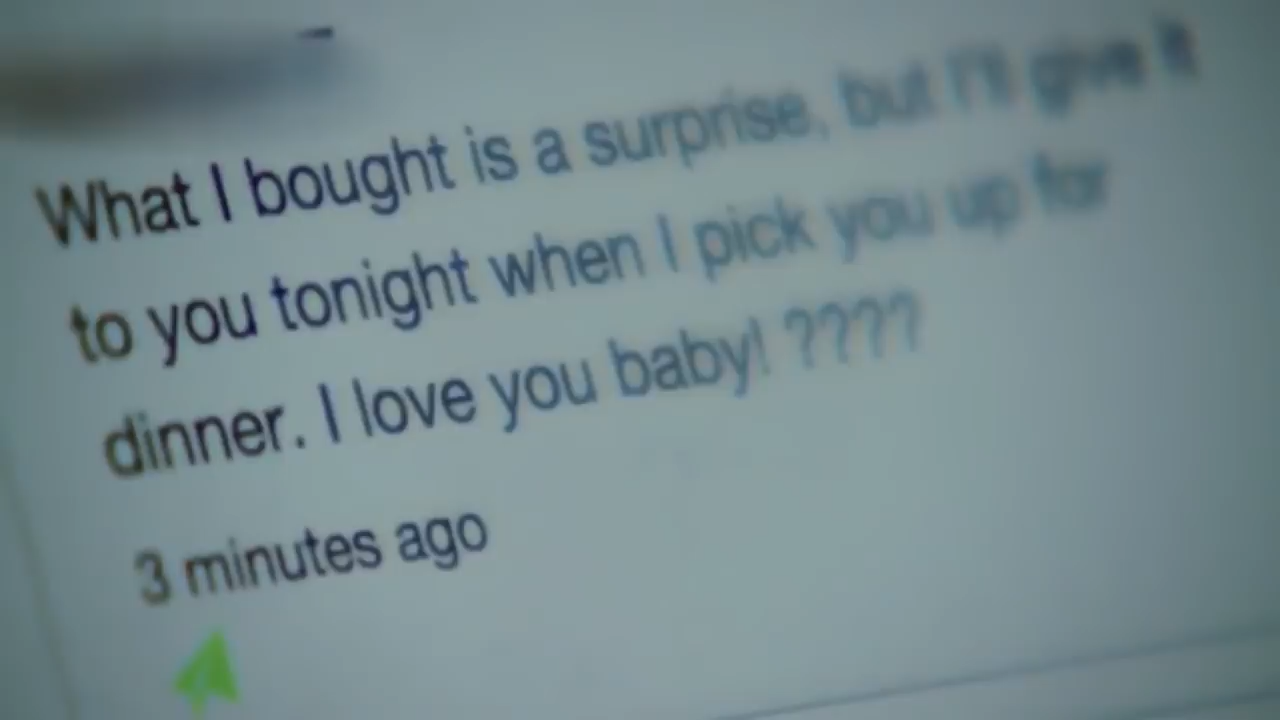 What I bought is a surprise, but I'll give it
to you tonight when I pick you up for
dinner. I love you baby! ????
3 minutes ago